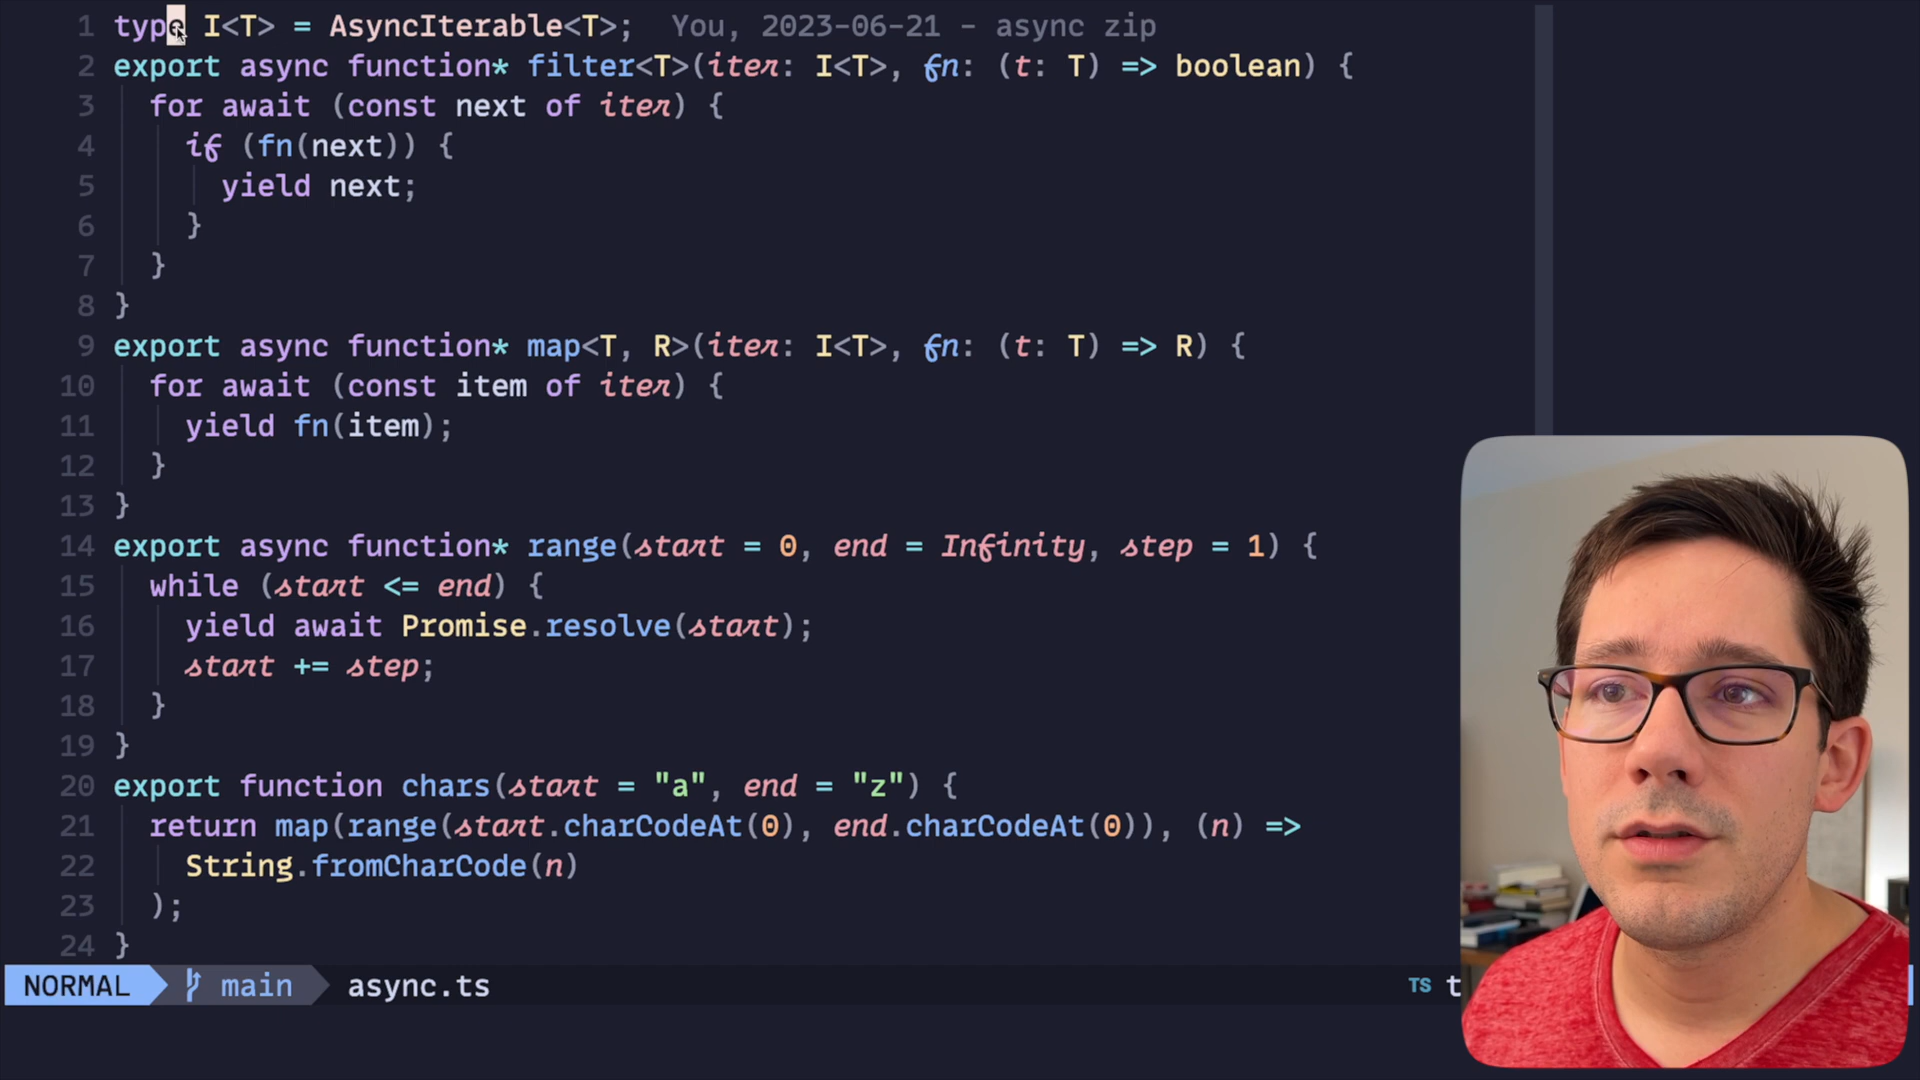 1 type I<T> = AsyncIterable<T>; You, 2023-06-21 - async zip
2 export async function* filter<T>(iter: I<T>, fn: (t: T) => boolean) {
3 for await (const next of iter) {
4 if (fn(next)) {
5 yield next;
6 }
7 }
8 }
9 export async function* map<T, R>(iter: I<T>, fn: (t: T) => R) {
10 for await (const item of iter) {
11 yield fn(item);
12 }
13 }
14 export async function* range(start = 0, end = Infinity, step = 1) {
15 while (start <= end) {
16 yield await Promise.resolve(start);
17 start += step;
18 }
19 }
20 export function chars(start = "a", end = "z") {
21 return map(range(start.charCodeAt(0), end.charCodeAt(0)), (n) =>
22 String.fromCharCode(n)
23 );
24 }
NORMAL main async.ts TS t